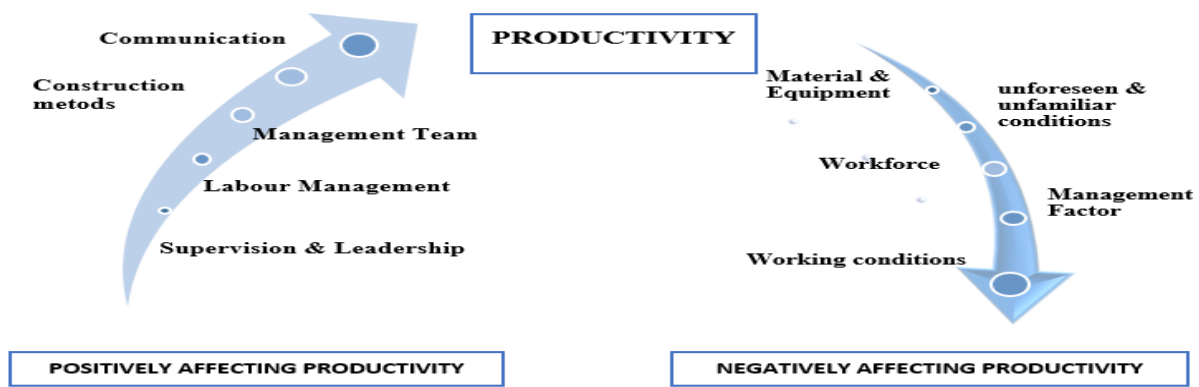 PRODUCTIVITY
Communication
Construction
metods
Management Team
Labour Management
Supervision & Leadership
Material &
Equipment
unforeseen &
unfamiliar
conditions
Workforce
Management
Factor
Working conditions
POSITIVELY AFFECTING PRODUCTIVITY
NEGATIVELY AFFECTING PRODUCTIVITY